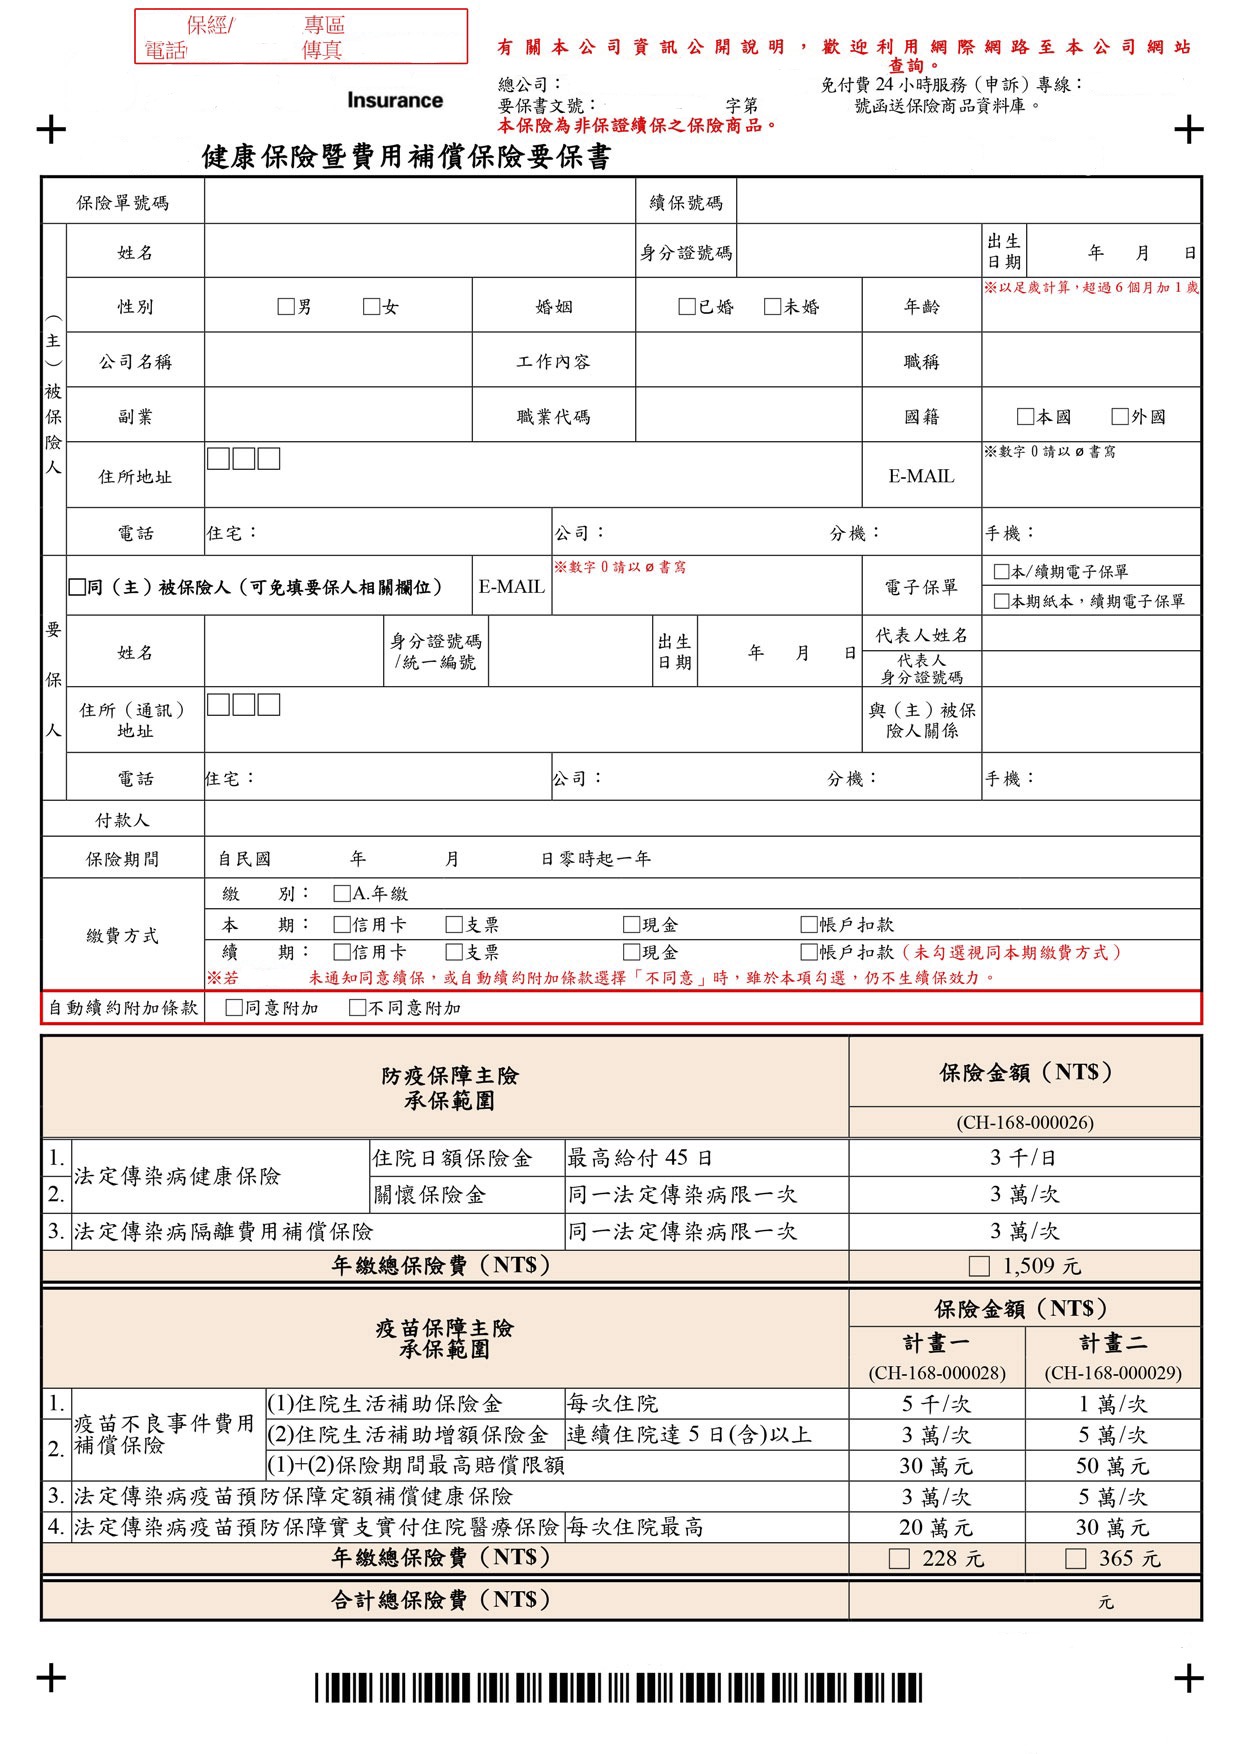 保經/ 專區
電話 傳真
有關本公司資訊公開說明，歡迎利用網際網路至本公司網站
查詢。
總公司： 免付費 24 小時服務（申訴）專線：
Insurance
要保書文號： 字第 號函送保險商品資料庫。
本保險為非保證續保之保險商品。
健康保險暨費用補償保險要保書
保險單號碼 續保號碼
（主）被保險人
姓名 身分證號碼 出生日期 年 月 日
性別 □男 □女 婚姻 □已婚 □未婚 年齡 ※以足歲計算，超過 6 個月加 1 歲
公司名稱 工作內容 職稱
副業 職業代碼 國籍 □本國 □外國
住所地址 □□□ E-MAIL ※數字 0 請以 ø 書寫
電話 住宅： 公司： 分機： 手機：
要保人
□同（主）被保險人（可免填要保人相關欄位） E-MAIL ※數字 0 請以 ø 書寫 電子保單 □本/續期電子保單
□本期紙本，續期電子保單
姓名 身分證號碼/統一編號 出生日期 年 月 日 代表人姓名
代表人
身分證號碼
住所（通訊）地址 □□□ 與（主）被保險人關係
電話 住宅： 公司： 分機： 手機：
付款人
保險期間 自民國 年 月 日零時起一年
繳費方式
繳 別： □A.年繳
本 期： □信用卡 □支票 □現金 □帳戶扣款
續 期： □信用卡 □支票 □現金 □帳戶扣款（未勾選視同本期繳費方式）
※若 未通知同意續保，或自動續約附加條款選擇「不同意」時，雖於本項勾選，仍不生續保效力。
自動續約附加條款 □同意附加 □不同意附加
防疫保障主險
承保範圍
保險金額（NT$）
(CH-168-000026)
1. 法定傳染病健康保險 住院日額保險金 最高給付 45 日 3 千/日
2. 關懷保險金 同一法定傳染病限一次 3 萬/次
3. 法定傳染病隔離費用補償保險 同一法定傳染病限一次 3 萬/次
年繳總保險費（NT$） □ 1,509 元
疫苗保障主險
承保範圍
保險金額（NT$）
計畫一 計畫二
(CH-168-000028) (CH-168-000029)
1. 疫苗不良事件費用補償保險 (1)住院生活補助保險金 每次住院 5 千/次 1 萬/次
2. (2)住院生活補助增額保險金 連續住院達 5 日(含)以上 3 萬/次 5 萬/次
(1)+(2)保險期間最高賠償限額 30 萬元 50 萬元
3. 法定傳染病疫苗預防保障定額補償健康保險 3 萬/次 5 萬/次
4. 法定傳染病疫苗預防保障實支實付住院醫療保險 每次住院最高 20 萬元 30 萬元
年繳總保險費（NT$） □ 228 元 □ 365 元
合計總保險費（NT$） 元